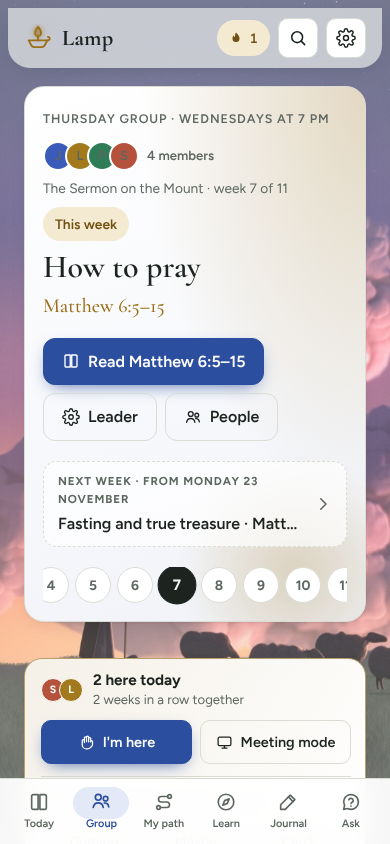 Lamp
1
THURSDAY GROUP · WEDNESDAYS AT 7 PM
L
S
4 members
The Sermon on the Mount · week 7 of 11
This week
How to pray
Matthew 6:5–15
Read Matthew 6:5–15
Leader
People
NEXT WEEK · FROM MONDAY 23
NOVEMBER
Fasting and true treasure · Matt...
4 5 6 7 8 9 10 11
S L
2 here today
2 weeks in a row together
I'm here
Meeting mode
Today Group My path Learn Journal Ask